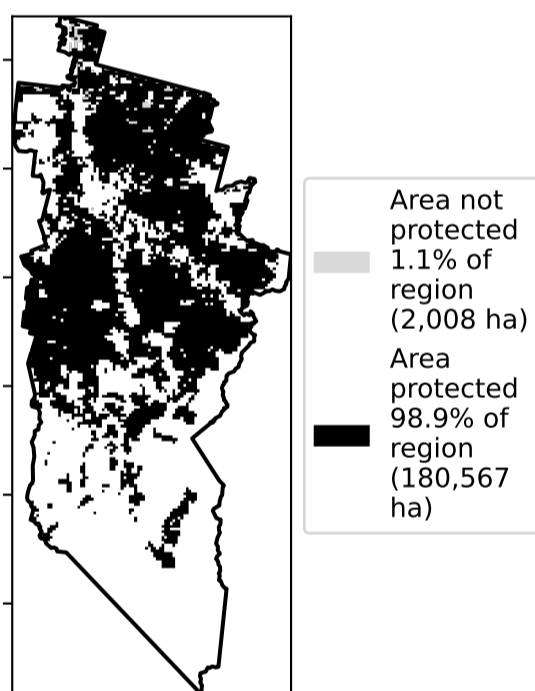 Area not
protected
1.1% of
region
(2,008 ha)
Area
protected
98.9% of
region
(180,567
ha)